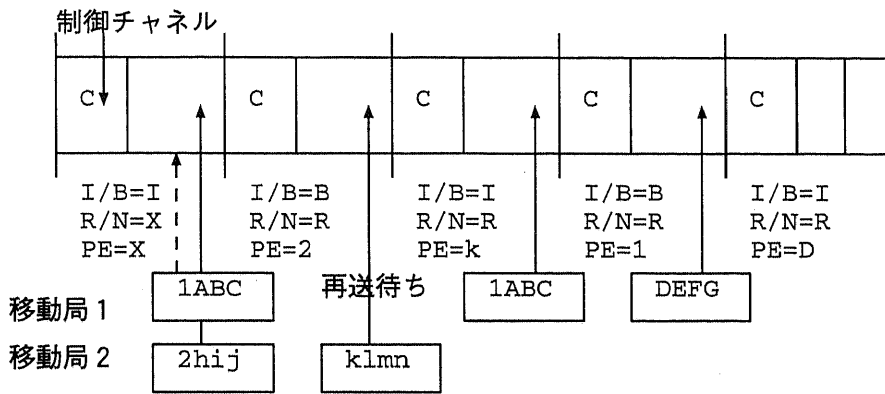 制御チャネル
C C C C C
I/B=I I/B=B I/B=I I/B=B I/B=I
R/N=X R/N=R R/N=R R/N=R R/N=R
PE=X PE=2 PE=k PE=1 PE=D
移動局1 1ABC 再送待ち 1ABC DEFG
移動局2 2hij klmn